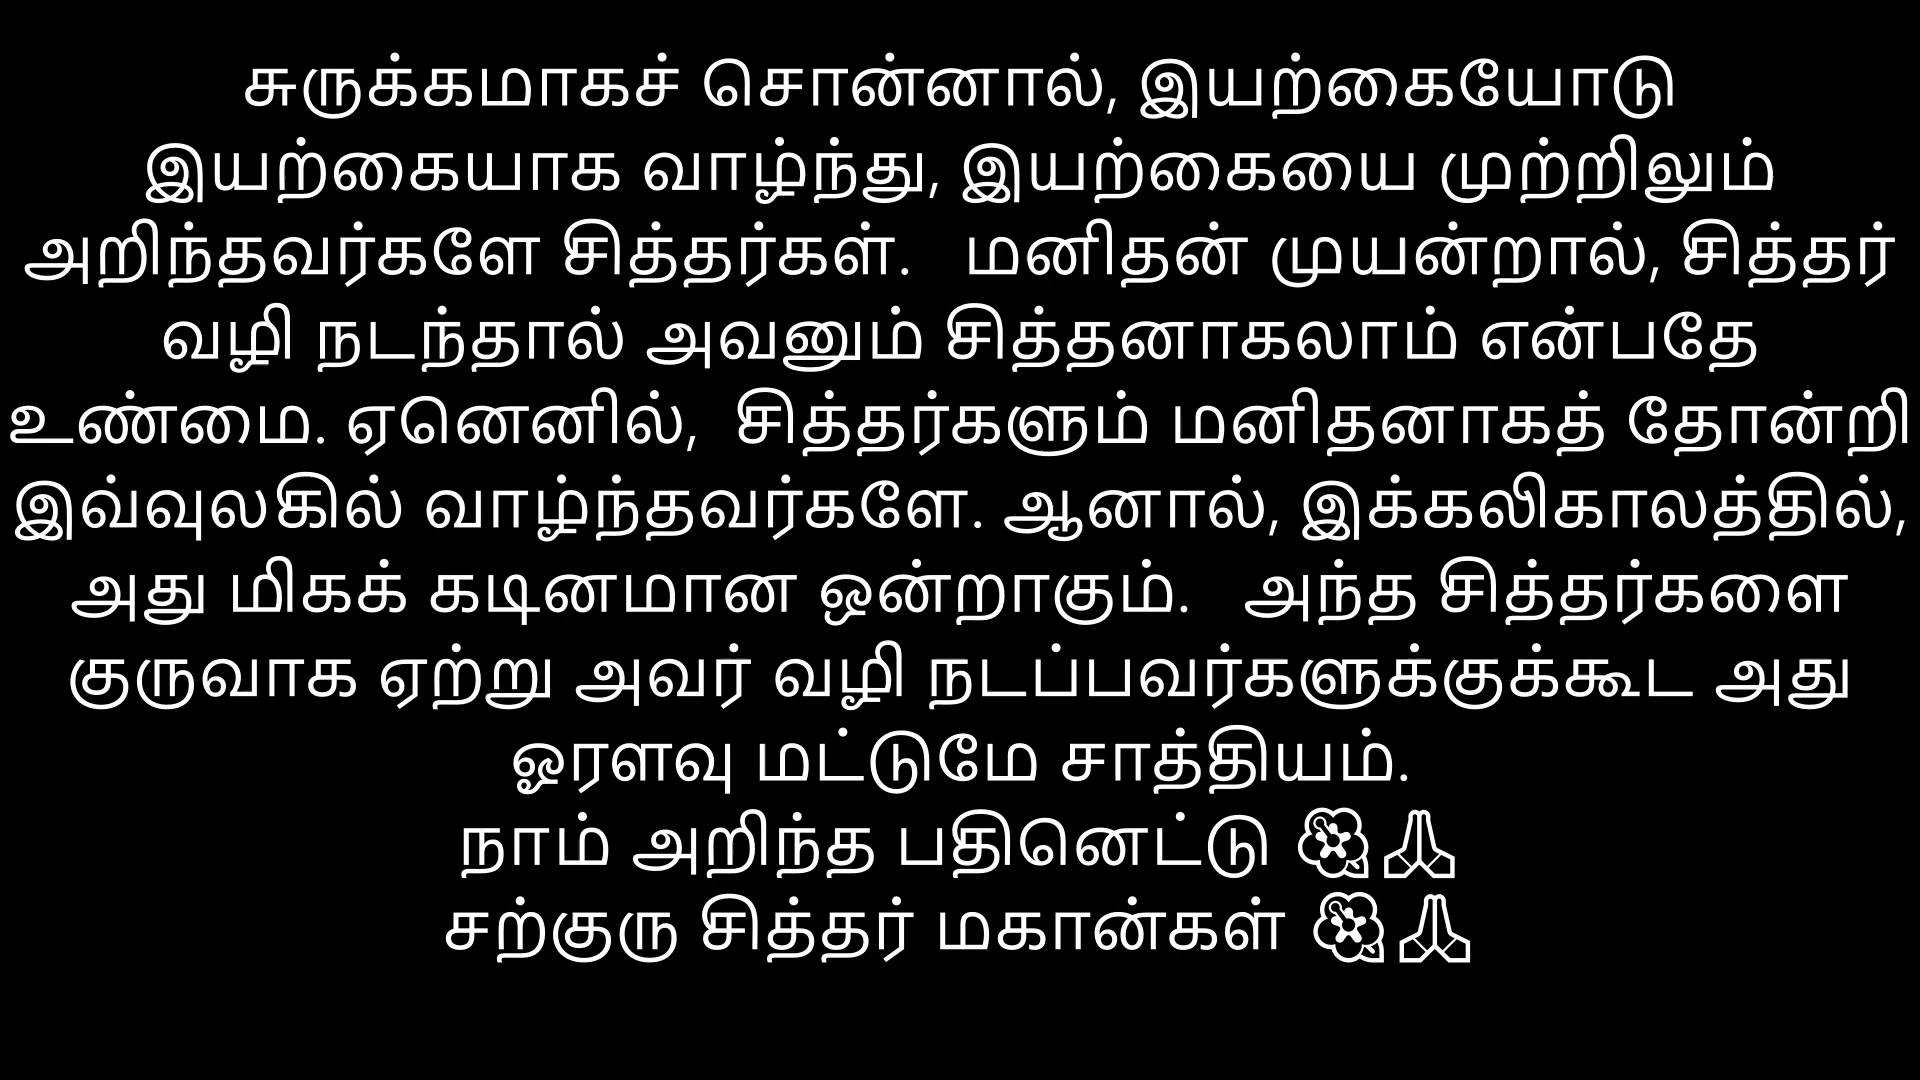 சுருக்கமாகச் சொன்னால், இயற்கையோடு
இயற்கையாக வாழ்ந்து, இயற்கையை முற்றிலும்
அறிந்தவர்களே சித்தர்கள்.   மனிதன் முயன்றால், சித்தர்
வழி நடந்தால் அவனும் சித்தனாகலாம் என்பதே
உண்மை. ஏனெனில்,  சித்தர்களும் மனிதனாகத் தோன்றி
இவ்வுலகில் வாழ்ந்தவர்களே. ஆனால், இக்கலிகாலத்தில்,
அது மிகக் கடினமான ஒன்றாகும்.   அந்த சித்தர்களை
குருவாக ஏற்று அவர் வழி நடப்பவர்களுக்குக்கூட அது
ஓரளவு மட்டுமே சாத்தியம்.
நாம் அறிந்த பதினெட்டு 🌺🙏
சற்குரு சித்தர் மகான்கள் 🌺🙏